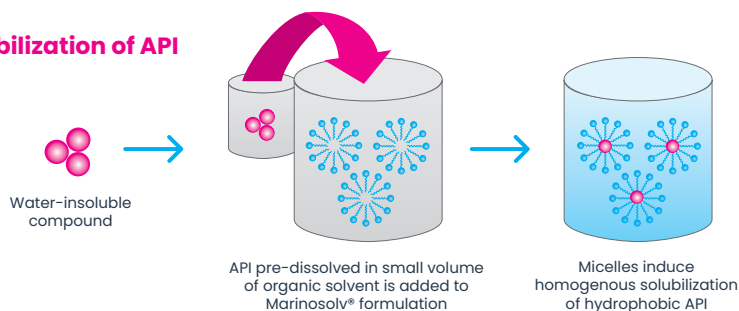 bilization of API
Water-insoluble
compound
API pre-dissolved in small volume
of organic solvent is added to
Marinosolv® formulation
Micelles induce
homogenous solubilization
of hydrophobic API